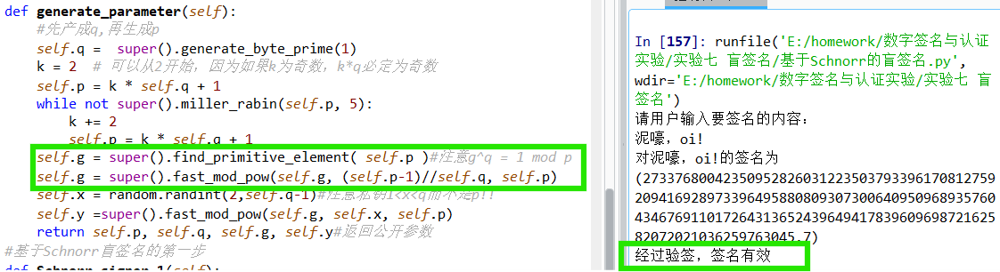 def generate_parameter(self):
#先产成q,再生成p
self.q =  super().generate_byte_prime(1)
k = 2  # 可以从2开始，因为如果k为奇数，k*q必定为奇数
self.p = k * self.q + 1
while not super().miller_rabin(self.p, 5):
k += 2
self.p = k * self.q + 1
self.g = super().find_primitive_element( self.p )#注意g^q = 1 mod p
self.g = super().fast_mod_pow(self.g, (self.p-1)//self.q, self.p)
self.x = random.randint(2,self.q-1)#注意私钥1<x<q而不是p!!
self.y =super().fast_mod_pow(self.g, self.x, self.p)
return self.p, self.q, self.g, self.y#返回公开参数
#基于Schnorr盲签名的第一步
def Schnorr_signer_1(self):
In [157]: runfile('E:/homework/数字签名与认证
实验/实验七 盲签名/基于Schnorr的盲签名.py',
wdir='E:/homework/数字签名与认证实验/实验七 盲
签名')
请用户输入要签名的内容：
泥嚎，oi!
对泥嚎，oi!的签名为
(27337680042350952826031223503793396170812759
20941692897339649588080930730064095096893576​0
43467691101726431365243964941783960969872162​5
8207202103625976304​5,7)
经过验签，签名有效